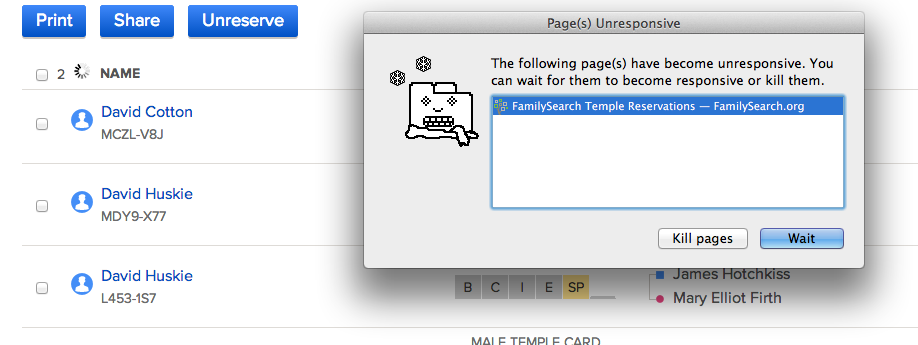 Print
Share
Unreserve
Page(s) Unresponsive
The following page(s) have become unresponsive. You
can wait for them to become responsive or kill them.
FamilySearch Temple Reservations — FamilySearch.org
Kill pages
Wait
2
NAME
David Cotton
MCZL-V8J
David Huskie
MDY9-X77
David Huskie
L453-1S7
B C I E SP
James Hotchkiss
Mary Elliot Firth
MALE TEMPLE CARD